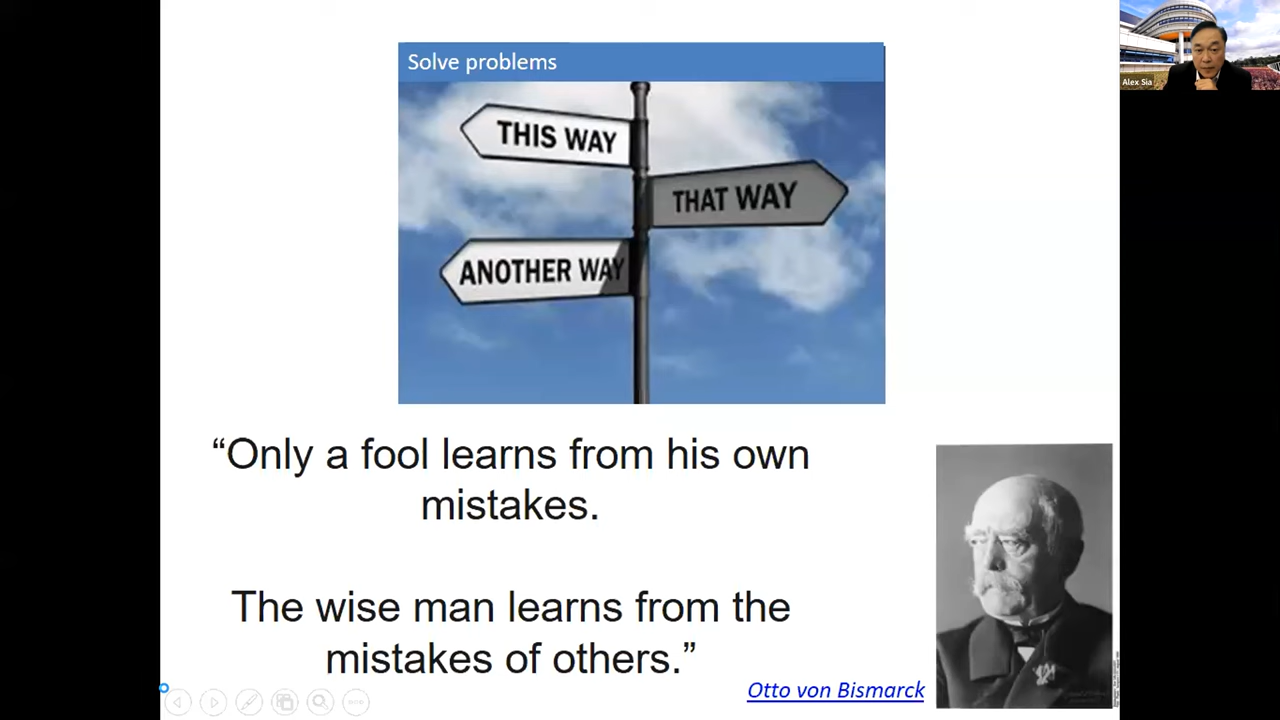 Solve problems
THIS WAY
THAT WAY
ANOTHER WAY
Alex Sia
“Only a fool learns from his own
mistakes.
The wise man learns from the
mistakes of others.”
Otto von Bismarck